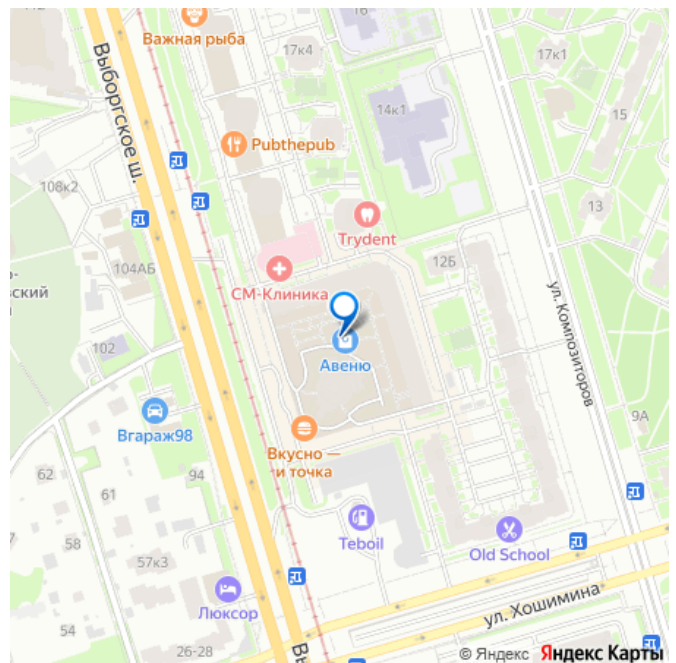 Важная рыба
16
17к4
17к1
Выборгское ш.
14к1
15
Pubthepub
108к2
13
Trydent
104АБ
12Б
СМ-Клиника
вский
ул. Композиторов
102
Авеню
Вгараж98
9А
Вкусно —
и точка
62
94
61
58
Teboil
Old School
57к3
Люксор
ул. Хошимина
54
26-28
Вы
© Яндекс Яндекс Карты